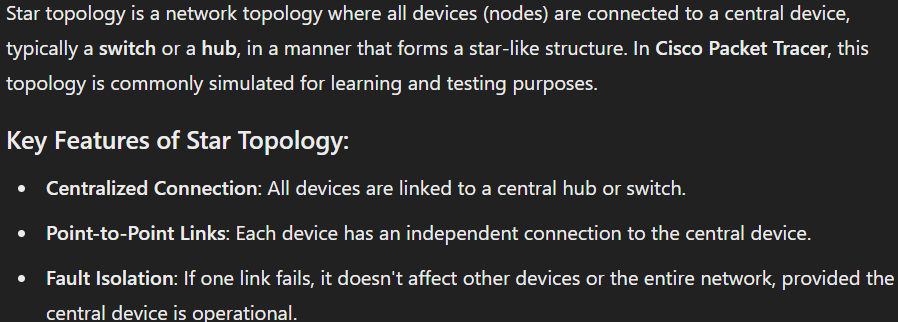 Star topology is a network topology where all devices (nodes) are connected to a central device,
typically a switch or a hub, in a manner that forms a star-like structure. In Cisco Packet Tracer, this
topology is commonly simulated for learning and testing purposes.
Key Features of Star Topology:
• Centralized Connection: All devices are linked to a central hub or switch.
• Point-to-Point Links: Each device has an independent connection to the central device.
• Fault Isolation: If one link fails, it doesn't affect other devices or the entire network, provided the
central device is operational.